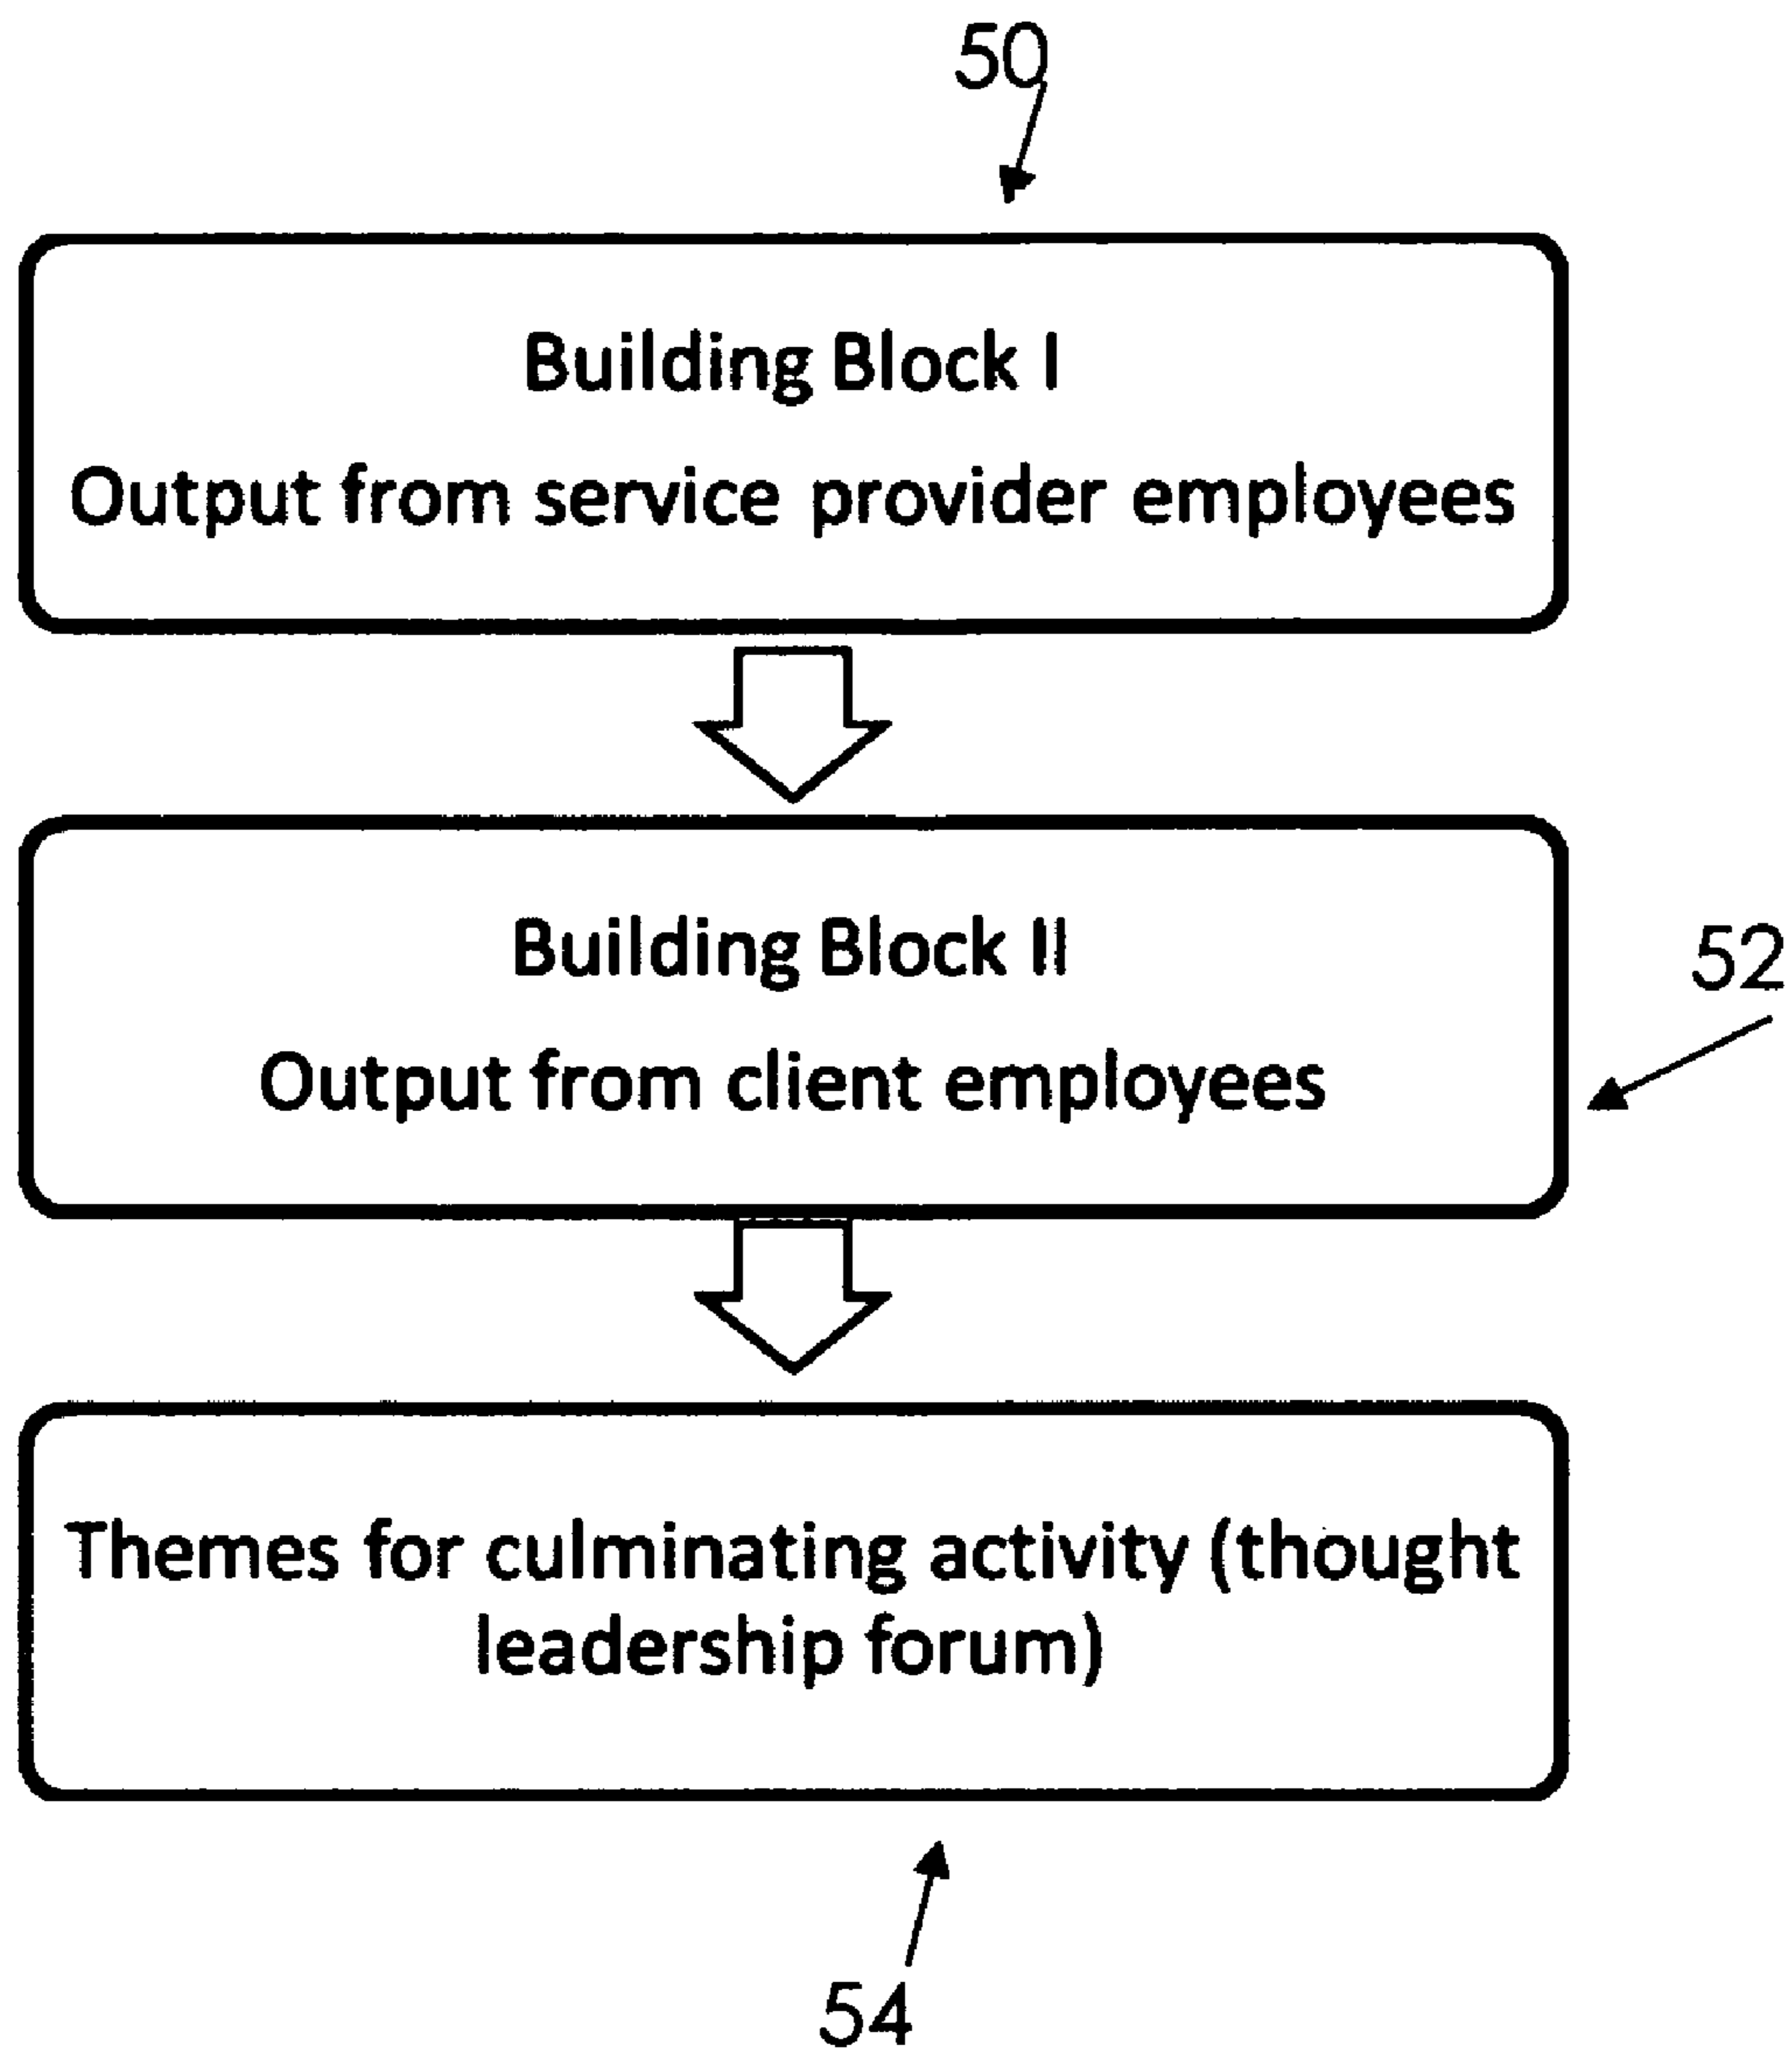 50
Building Block I
Output from service provider employees
Building Block II
Output from client employees
52
Themes for culminating activity (thought
leadership forum)
54